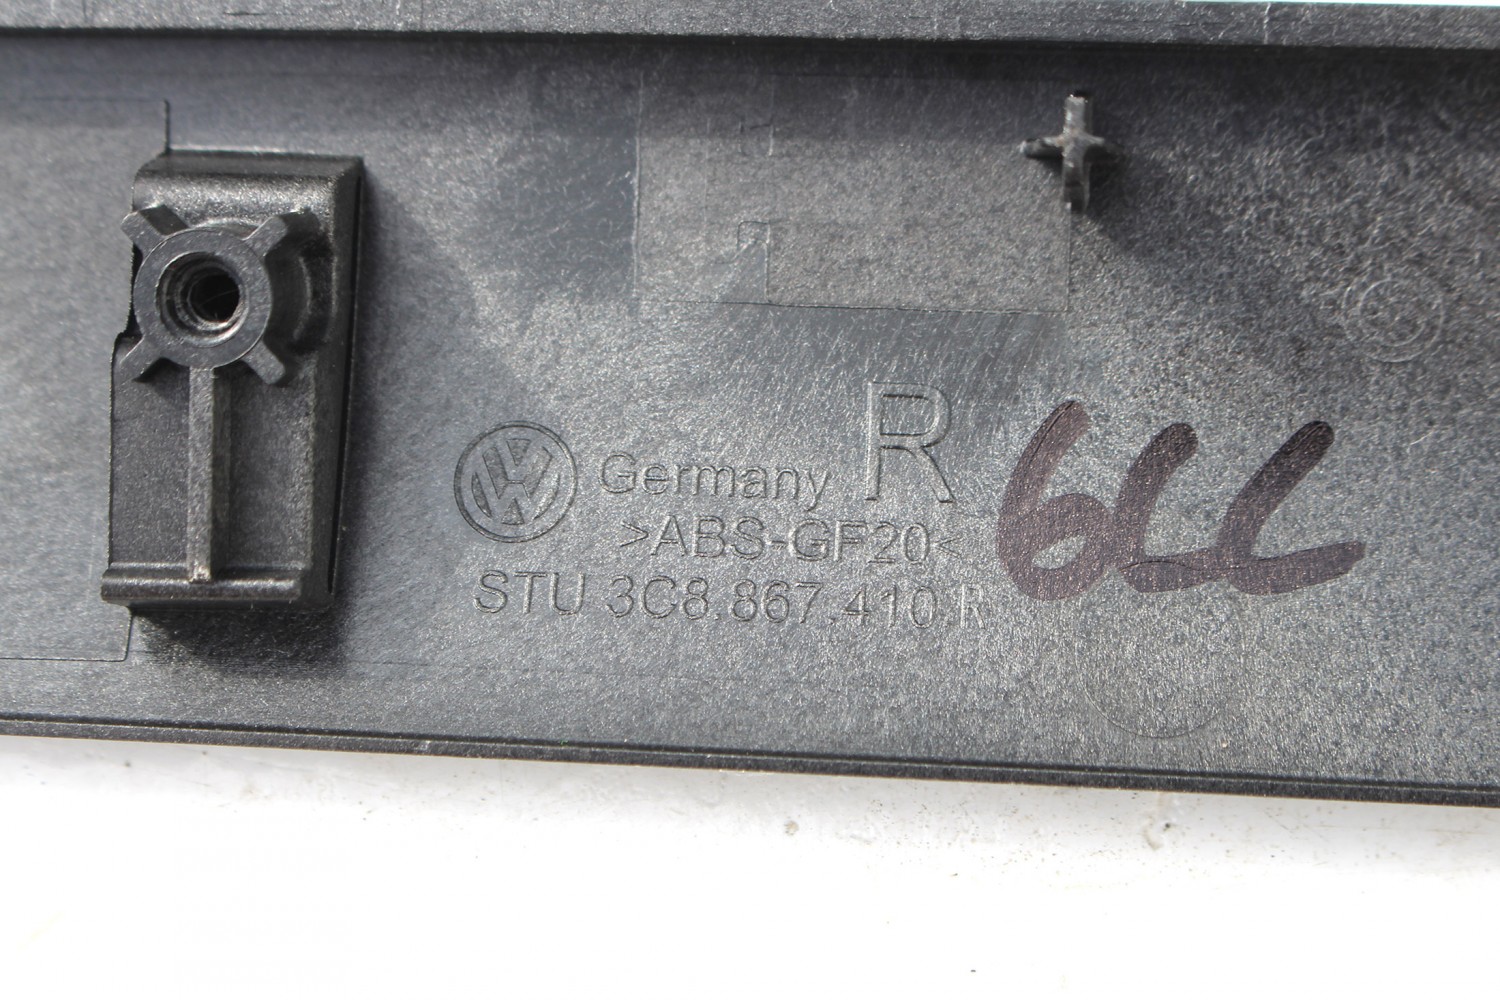 Germany R
>ABS-GF20<
STU 3C8.867.410.R
6LL